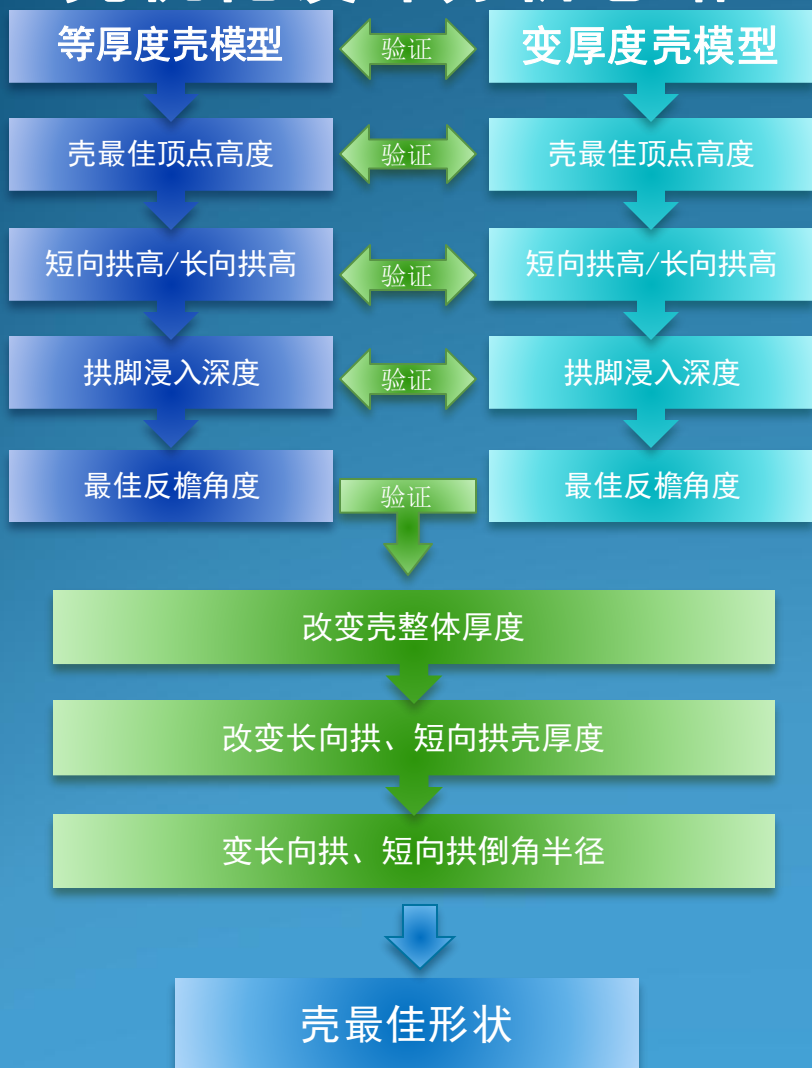 等厚度壳模型
验证
变厚度壳模型
壳最佳顶点高度
验证
壳最佳顶点高度
短向拱高/长向拱高
验证
短向拱高/长向拱高
拱脚浸入深度
验证
拱脚浸入深度
最佳反檐角度
验证
最佳反檐角度
改变壳整体厚度
改变长向拱、短向拱壳厚度
变长向拱、短向拱倒角半径
壳最佳形状